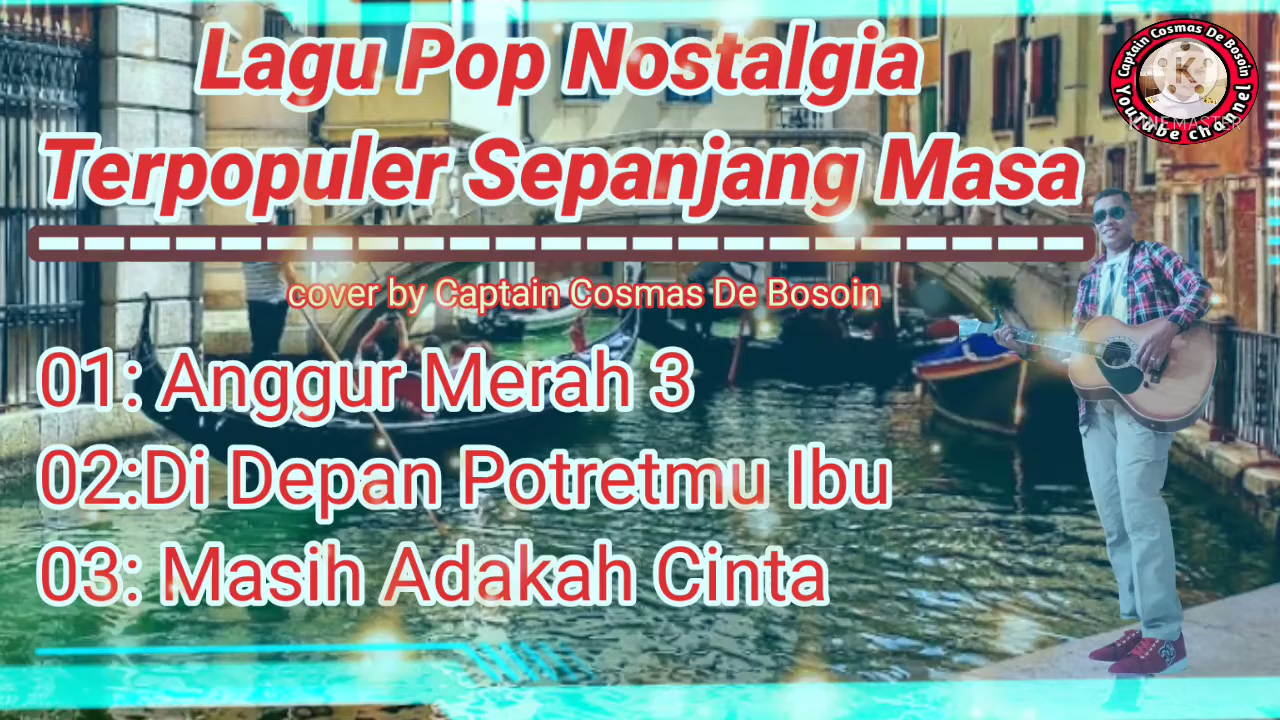 Lagu Pop Nostalgia
Terpopuler Sepanjang Masa
cover by Captain Cosmas De Bosoin
01: Anggur Merah 3
02:Di Depan Potretmu Ibu
03: Masih Adakah Cinta
Captain Cosmas De Bosoin
YouTube channel
K
KINEMASTER